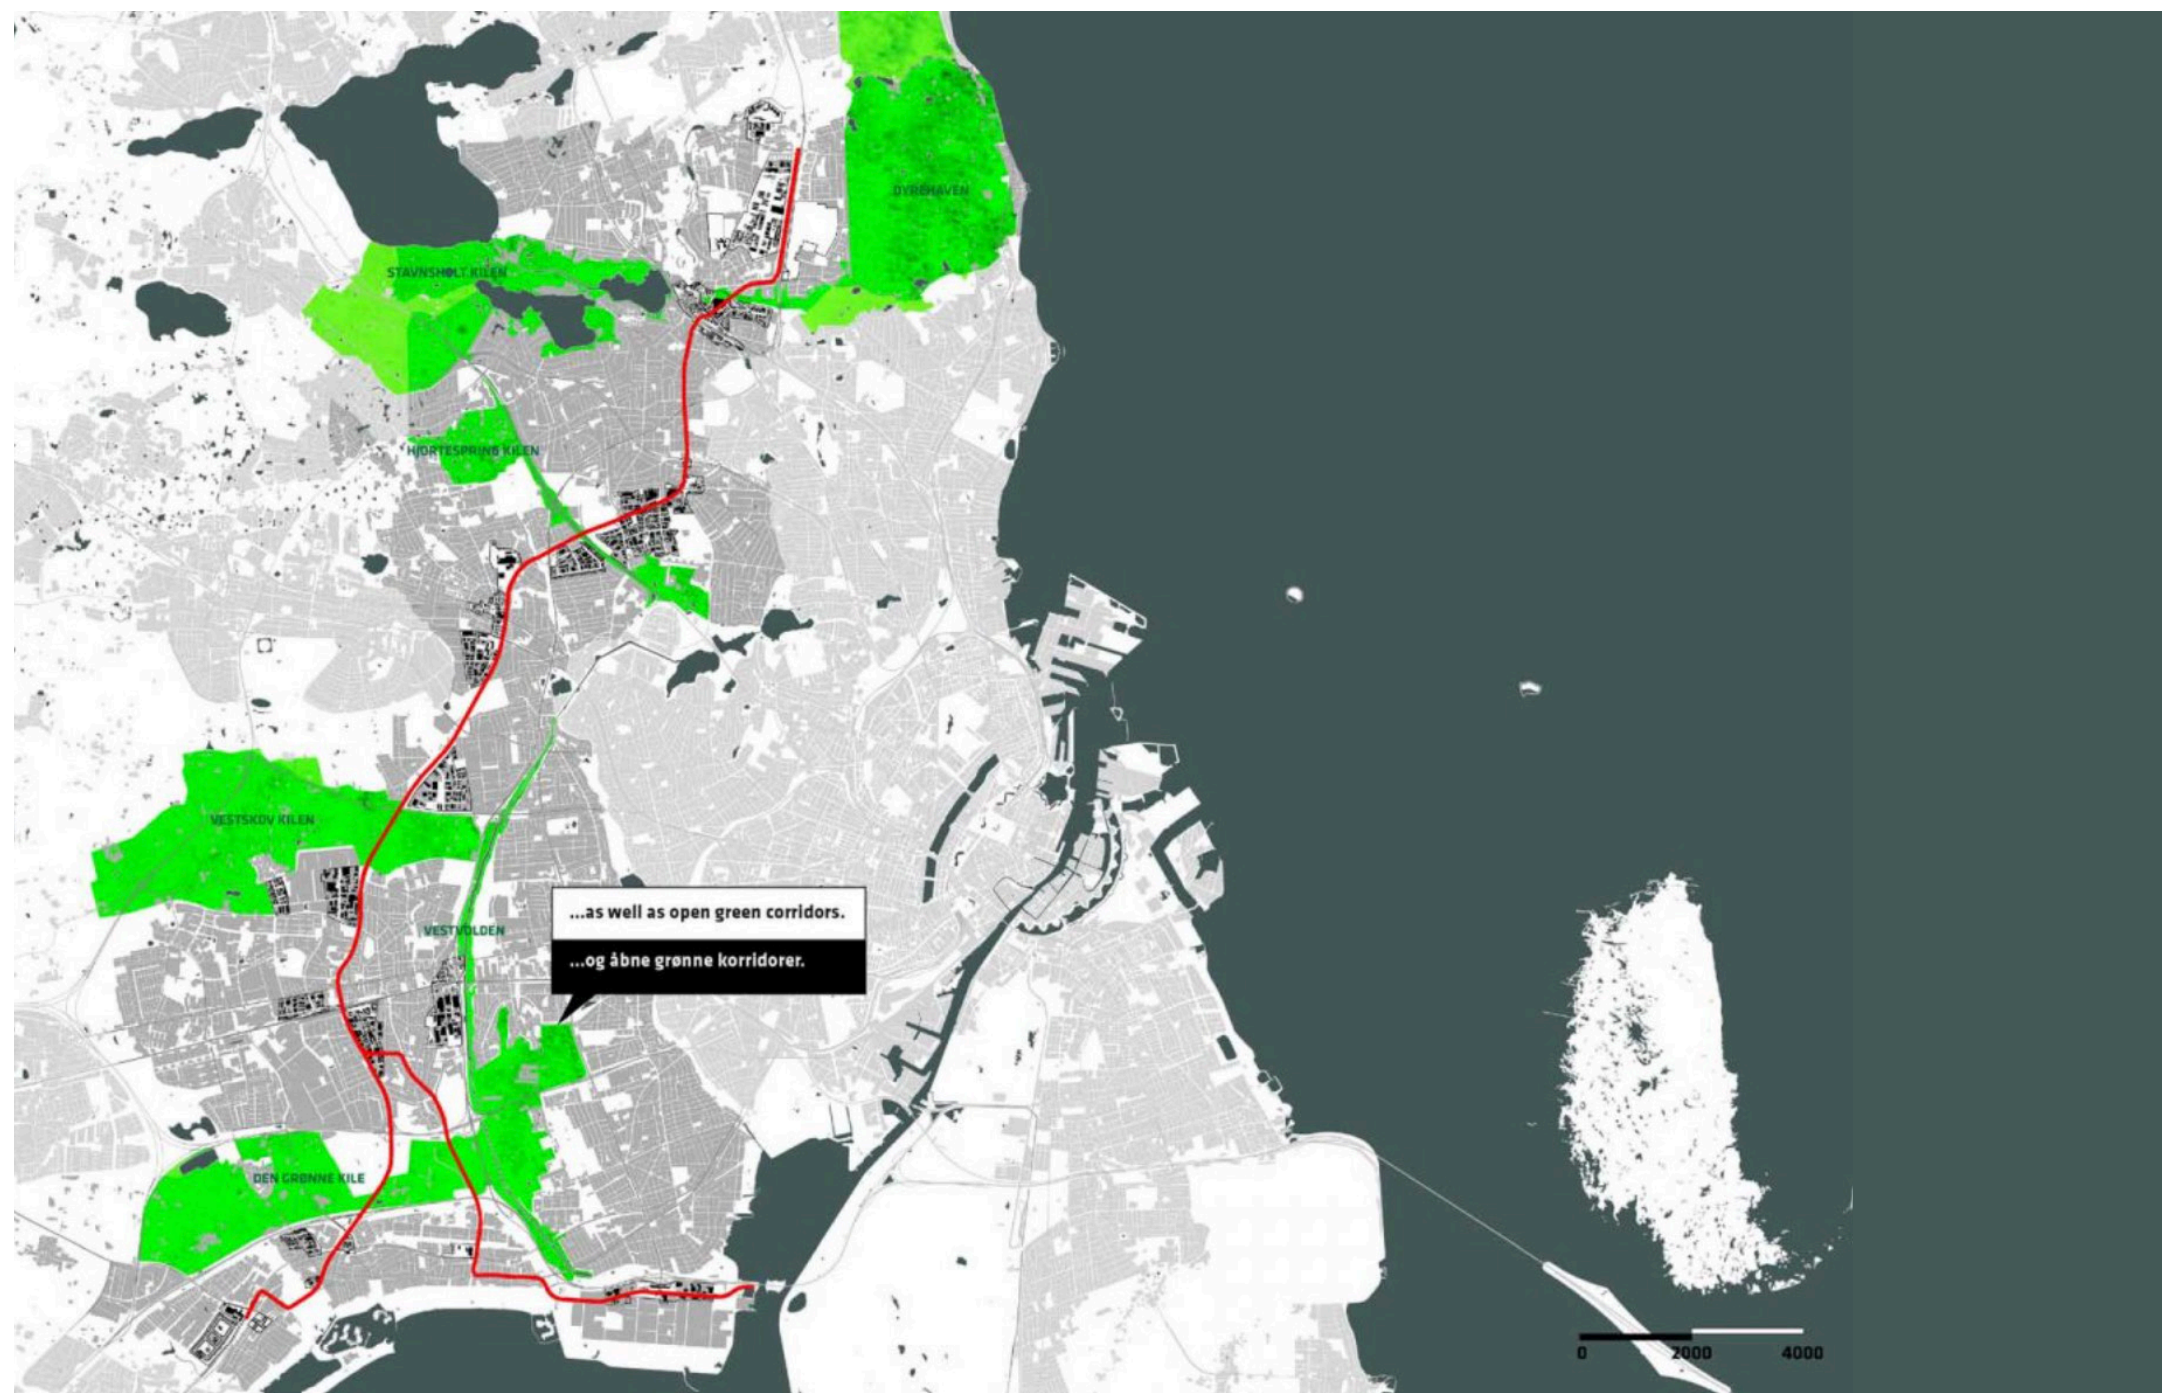 DYREHAVEN
STAVNSHOLT KILEN
HJORTESPRING KILEN
VESTSKOV KILEN
...as well as open green corridors.
VESTVOLDEN
...og åbne grønne korridorer.
DEN GRØNNE KILE
0 2000 4000